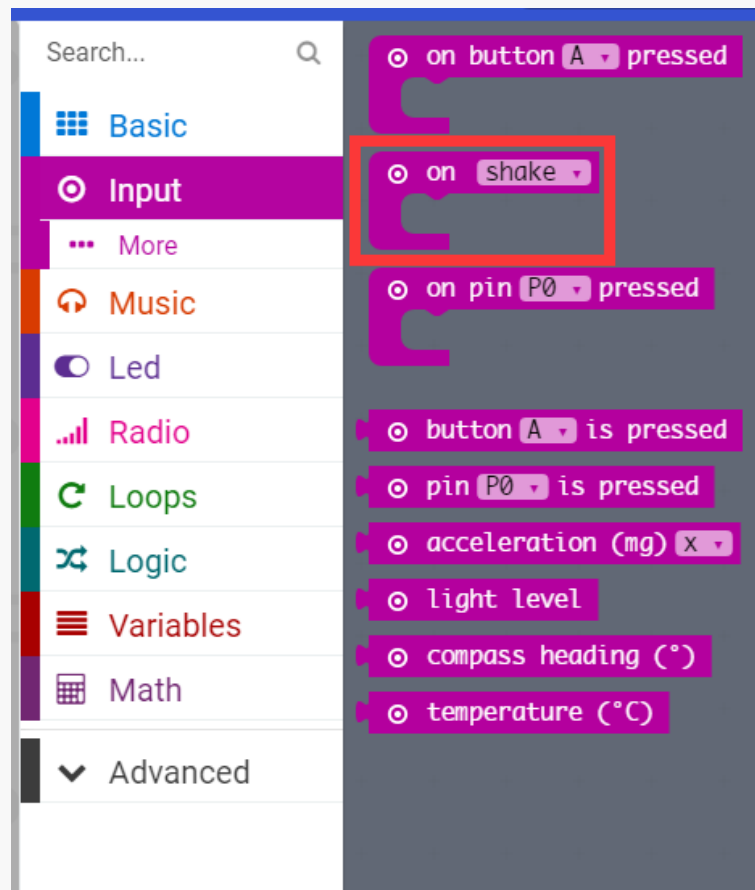 Search...
Basic
Input
More
Music
Led
Radio
Loops
Logic
Variables
Math
Advanced
on button A pressed
on shake
on pin P0 pressed
button A is pressed
pin P0 is pressed
acceleration (mg) x
light level
compass heading (°)
temperature (°C)